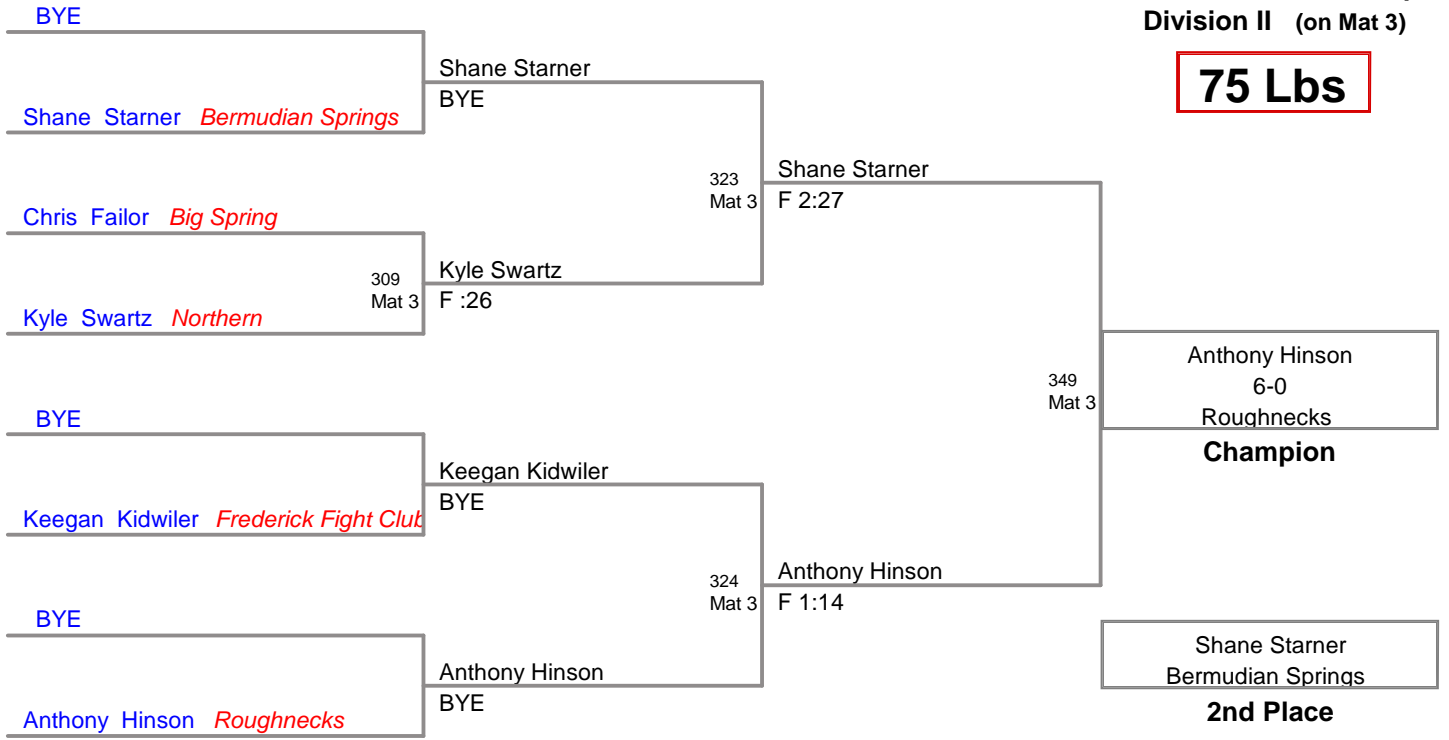 BYE
Division II (on Mat 3)
75 Lbs
Shane Starner
BYE
Shane Starner Bermudian Springs
323
Mat 3
Shane Starner
F 2:27
Chris Failor Big Spring
309
Mat 3
Kyle Swartz
F :26
Kyle Swartz Northern
349
Mat 3
Anthony Hinson
6-0
Roughnecks
Champion
BYE
Keegan Kidwiler
BYE
Keegan Kidwiler Frederick Fight Club
324
Mat 3
Anthony Hinson
F 1:14
BYE
Anthony Hinson
BYE
Anthony Hinson Roughnecks
Shane Starner
Bermudian Springs
2nd Place